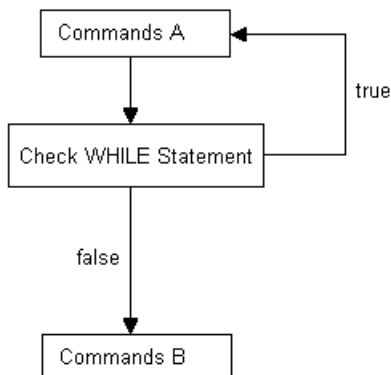 Commands A
true
Check WHILE Statement
false
Commands B